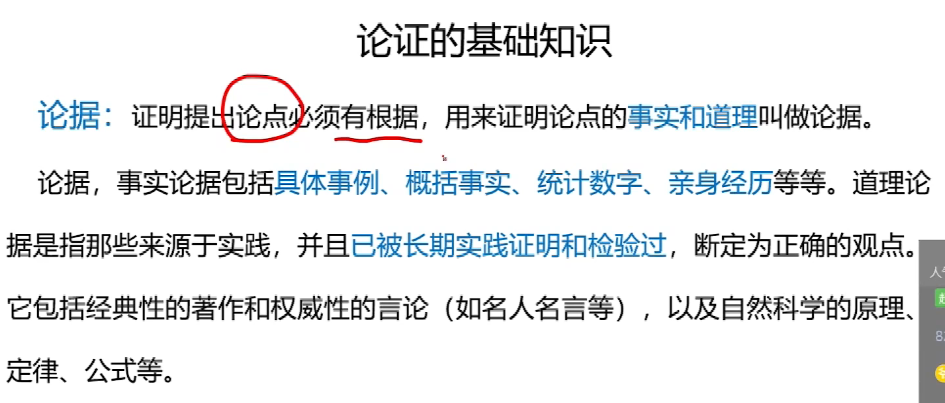 论证的基础知识
论据：证明提出论点必须有根据，用来证明论点的事实和道理叫做论据。
论据，事实论据包括具体事例、概括事实、统计数字、亲身经历等等。道理论
据是指那些来源于实践，并且已被长期实践证明和检验过，断定为正确的观点。
它包括经典性的著作和权威性的言论（如名人名言等），以及自然科学的原理、
定律、公式等。